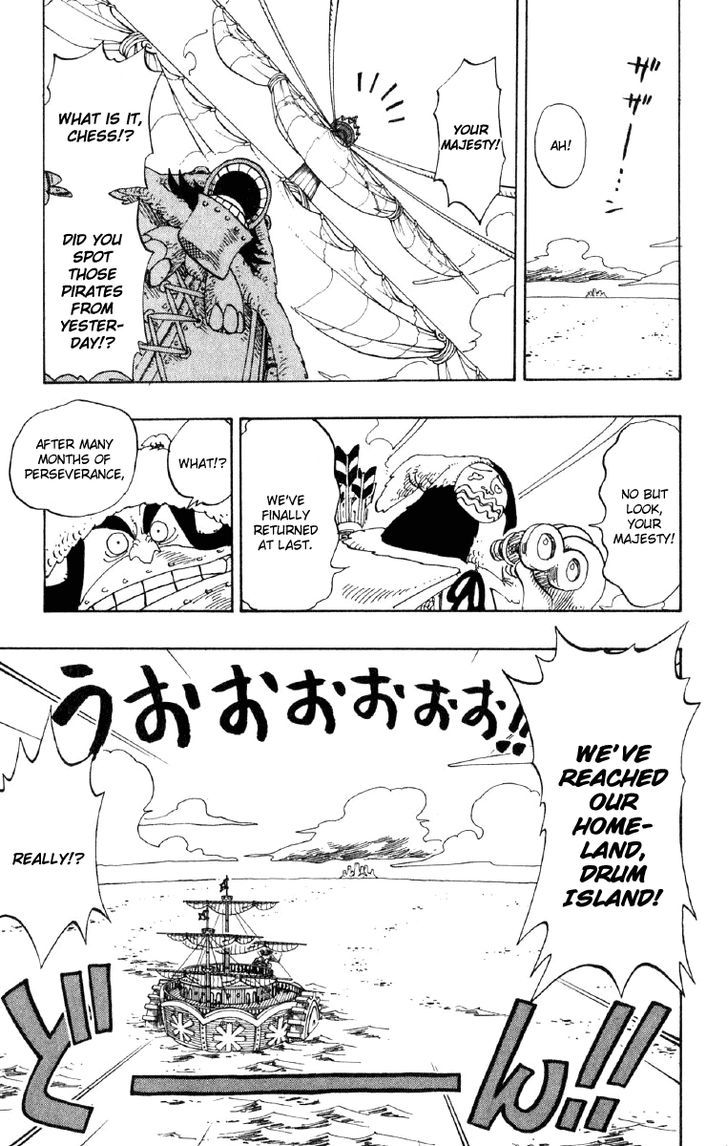 ザ
ザ
AH!
YOUR
MAJESTY!
WHAT IS IT,
CHESS!?
DID YOU
SPOT
THOSE
PIRATES
FROM
YESTER-
DAY!?
NO BUT
LOOK,
YOUR
MAJESTY!
WE'VE
FINALLY
RETURNED
AT LAST.
WHAT!?
AFTER MANY
MONTHS OF
PERSEVERANCE,
WE'VE
REACHED
OUR
HOME-
LAND,
DRUM
ISLAND!
うおおおおおお!!
REALLY!?
どーん!!